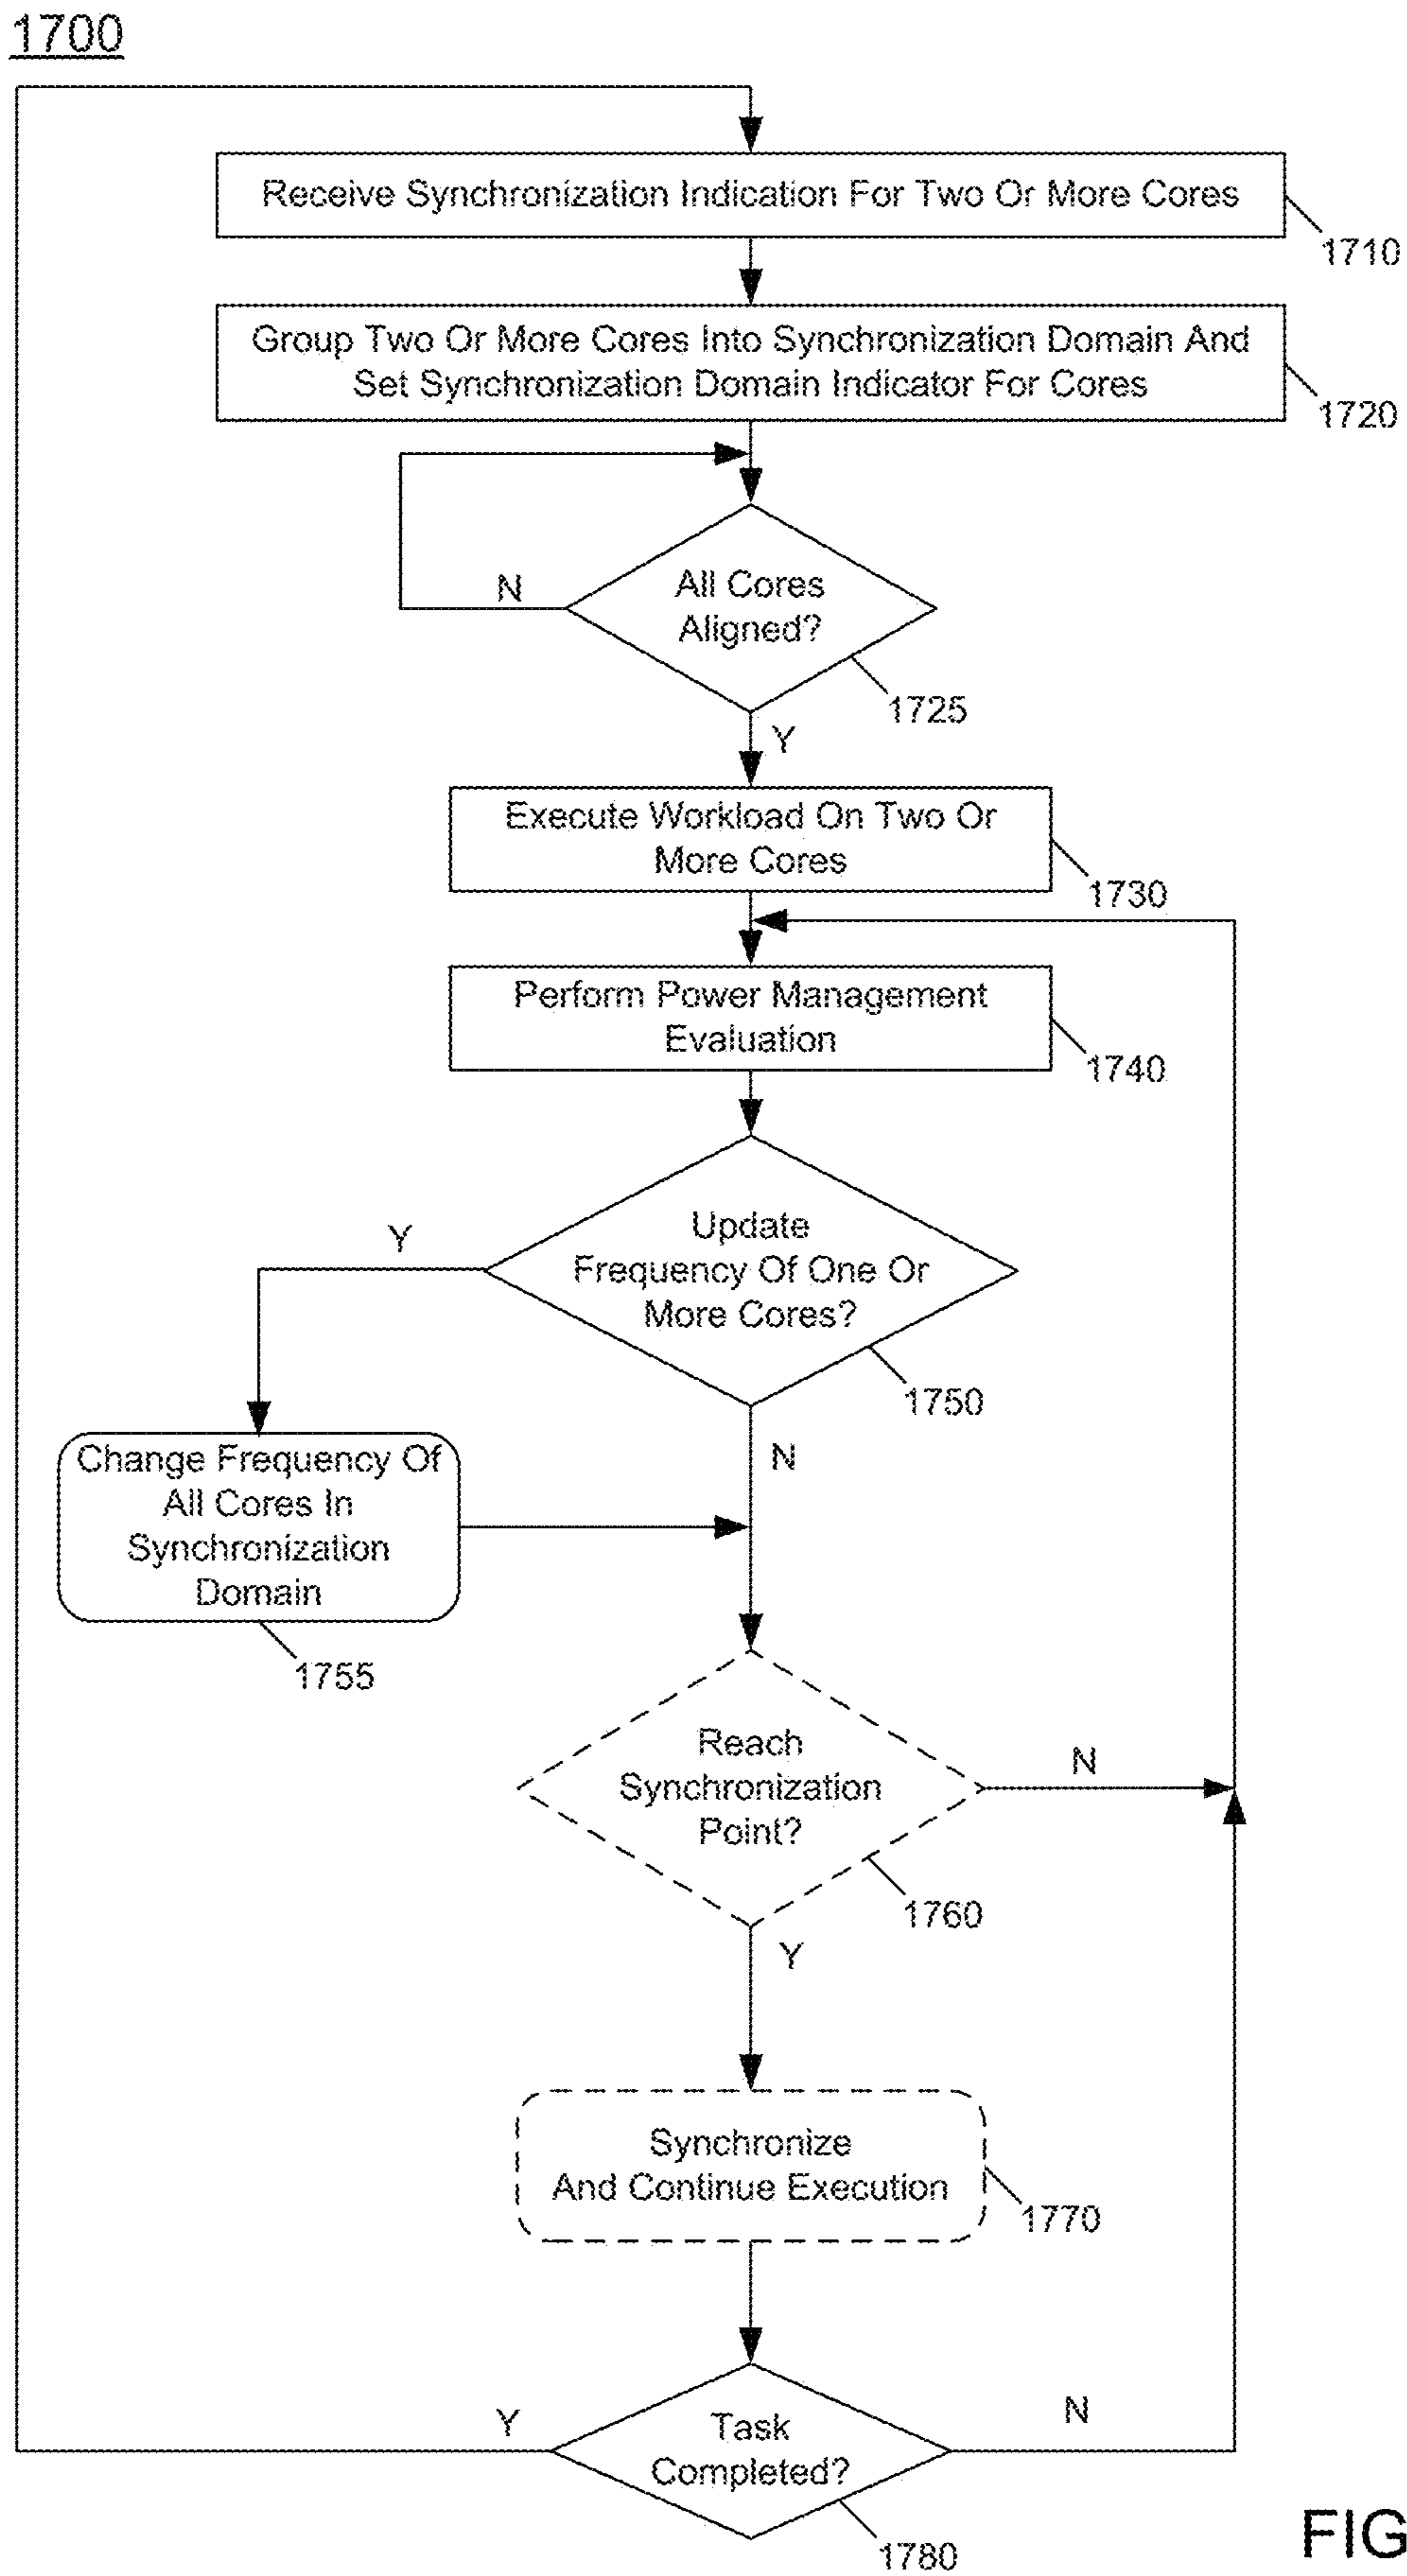 1700
Receive Synchronization Indication For Two Or More Cores
1710
Group Two Or More Cores Into Synchronization Domain And
Set Synchronization Domain Indicator For Cores
1720
All Cores
Aligned?
N
1725
Y
Execute Workload On Two Or
More Cores
1730
Perform Power Management
Evaluation
1740
Update
Frequency Of One Or
More Cores?
Y
1750
N
Change Frequency Of
All Cores In
Synchronization
Domain
1755
Reach
Synchronization
Point?
N
1760
Y
Synchronize
And Continue Execution
1770
Task
Completed?
Y
N
1780
FIG